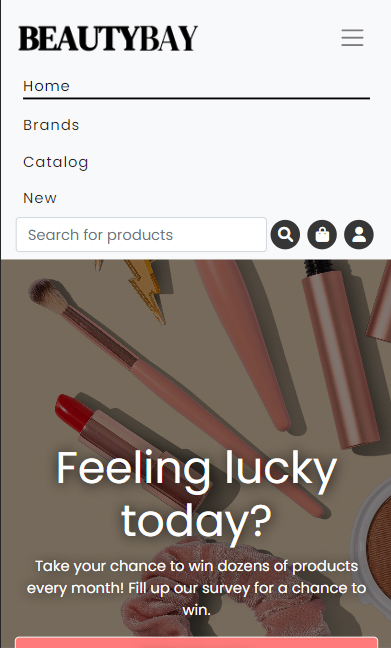 BEAUTYBAY
Home
Brands
Catalog
New
Search for products
Feeling lucky
today?
Take your chance to win dozens of products
every month! Fill up our survey for a chance to
win.